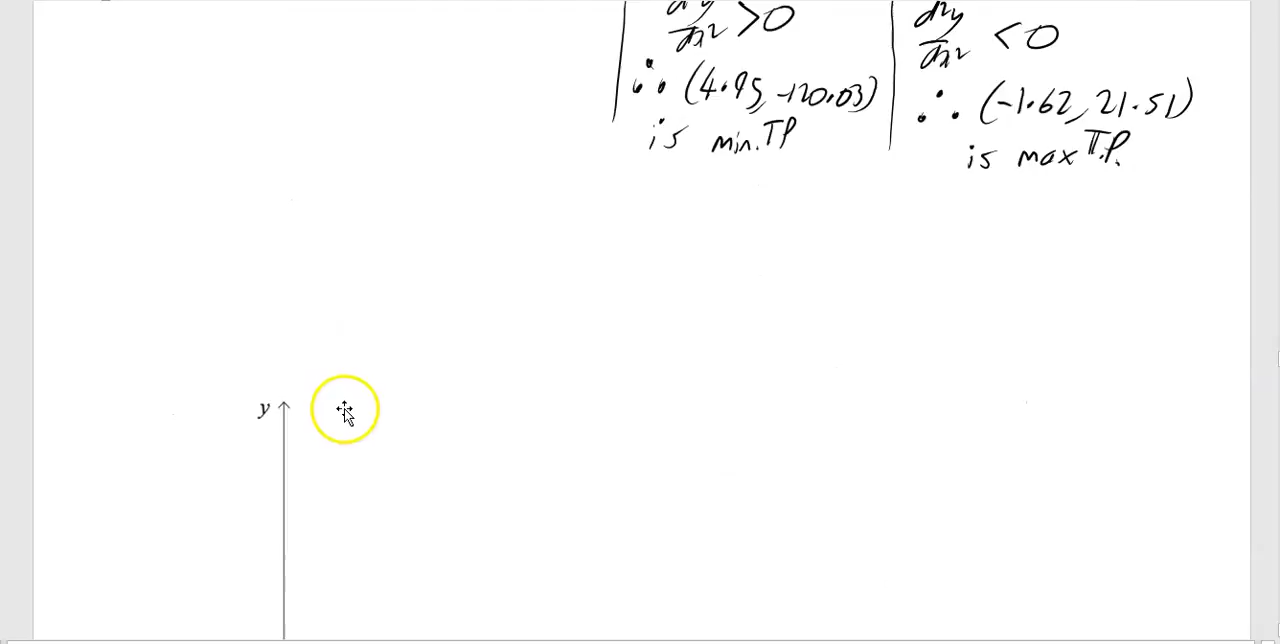 d²y/dx² > 0
∴ (4.95, -120.03)
is min. TP
d²y/dx² < 0
∴ (-1.62, 21.51)
is max T.P.
y